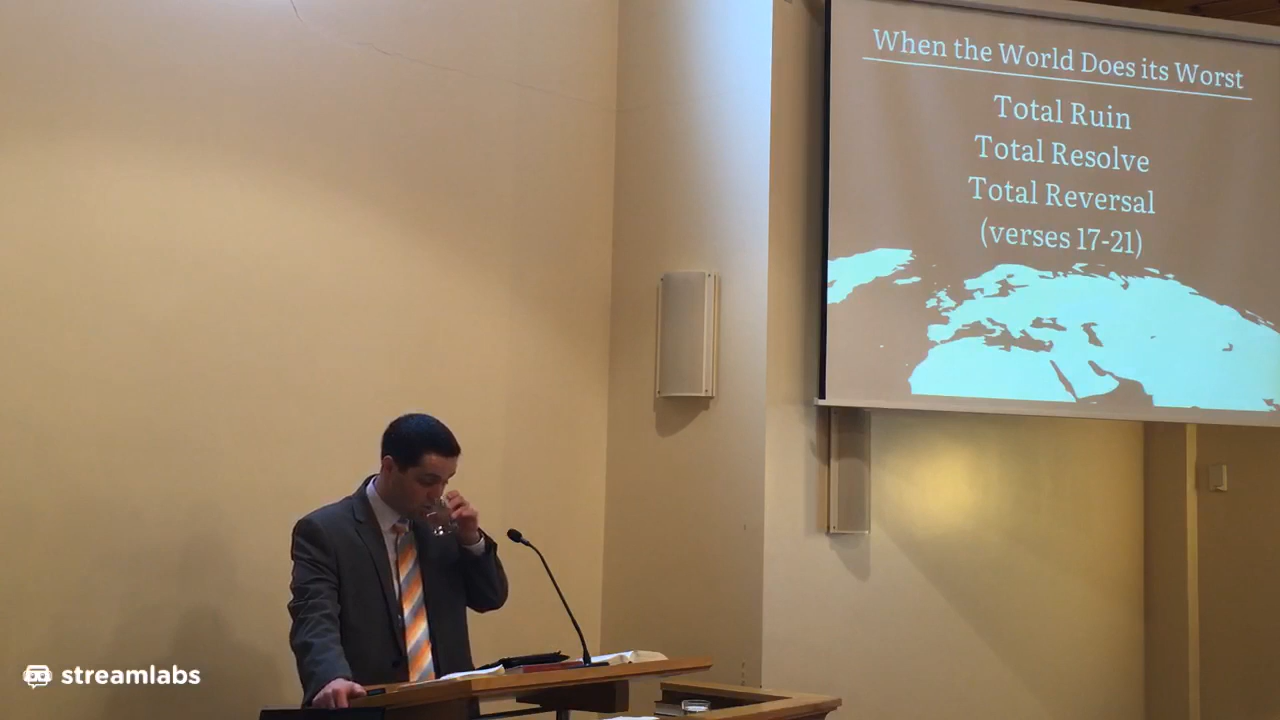 When the World Does its Worst
Total Ruin
Total Resolve
Total Reversal
(verses 17-21)
streamlabs